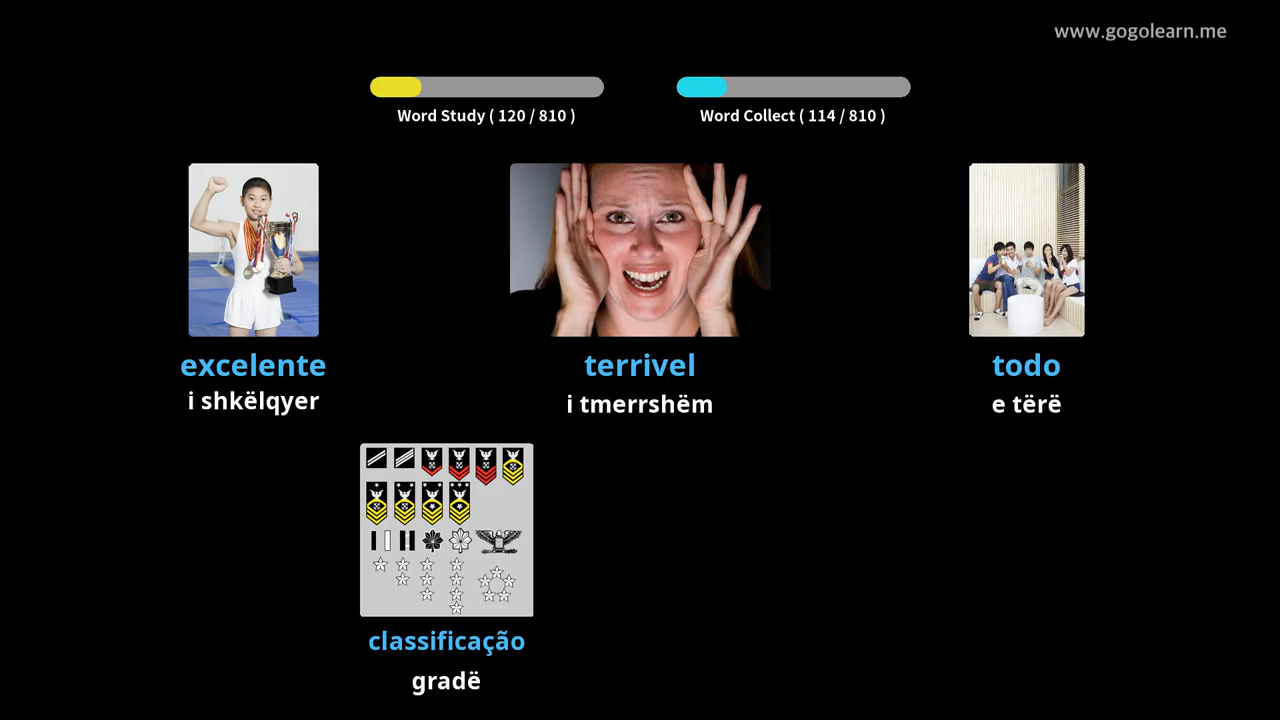 www.gogolearn.me
Word Study ( 120 / 810 )
Word Collect ( 114 / 810 )
excelente
i shkëlqyer
terrivel
i tmerrshëm
todo
e tërë
classificação
gradë